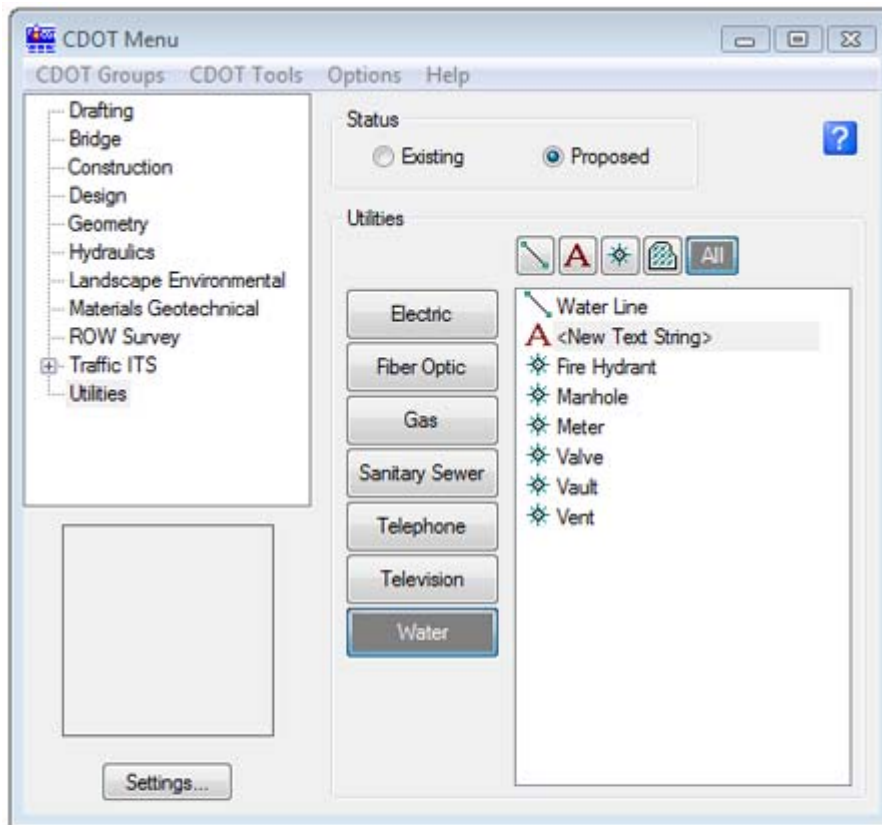 CDOT Menu
CDOT Groups CDOT Tools Options Help
Drafting
Bridge
Construction
Design
Geometry
Hydraulics
Landscape Environmental
Materials Geotechnical
ROW Survey
Traffic ITS
Utilities
Settings...
Status
Existing Proposed
?
Utilities
A All
Electric
Fiber Optic
Gas
Sanitary Sewer
Telephone
Television
Water
Water Line
A <New Text String>
Fire Hydrant
Manhole
Meter
Valve
Vault
Vent